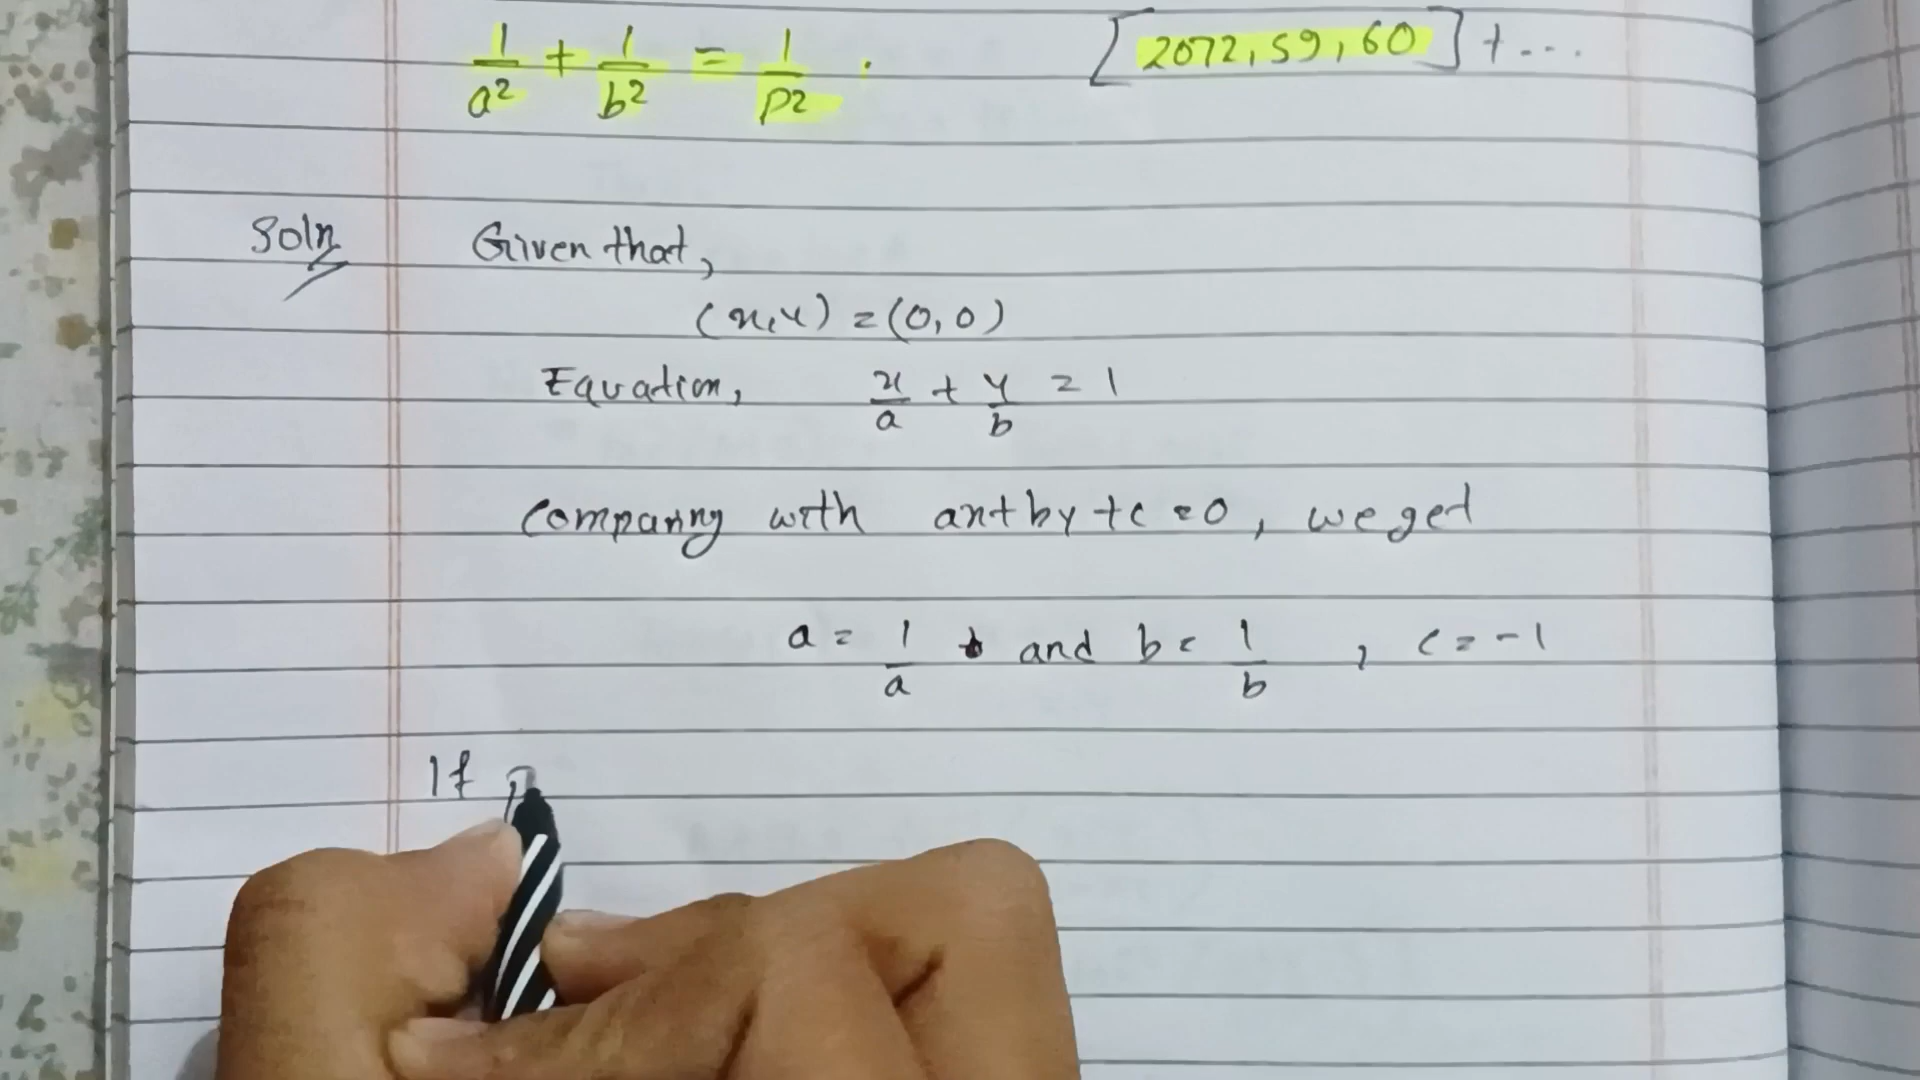 1/a² + 1/b² = 1/p² . [2072, 59, 60] + ...
Soln Given that,
(x, y) = (0, 0)
Equation, x/a + y/b = 1
Comparing with ax + by + c = 0, we get
a = 1/a and b = 1/b , c = -1
If p